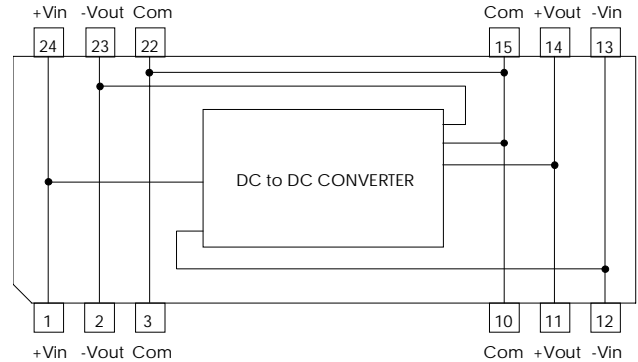 +Vin -Vout Com Com +Vout -Vin
24 23 22 15 14 13
DC to DC CONVERTER
1 2 3 10 11 12
+Vin -Vout Com Com +Vout -Vin